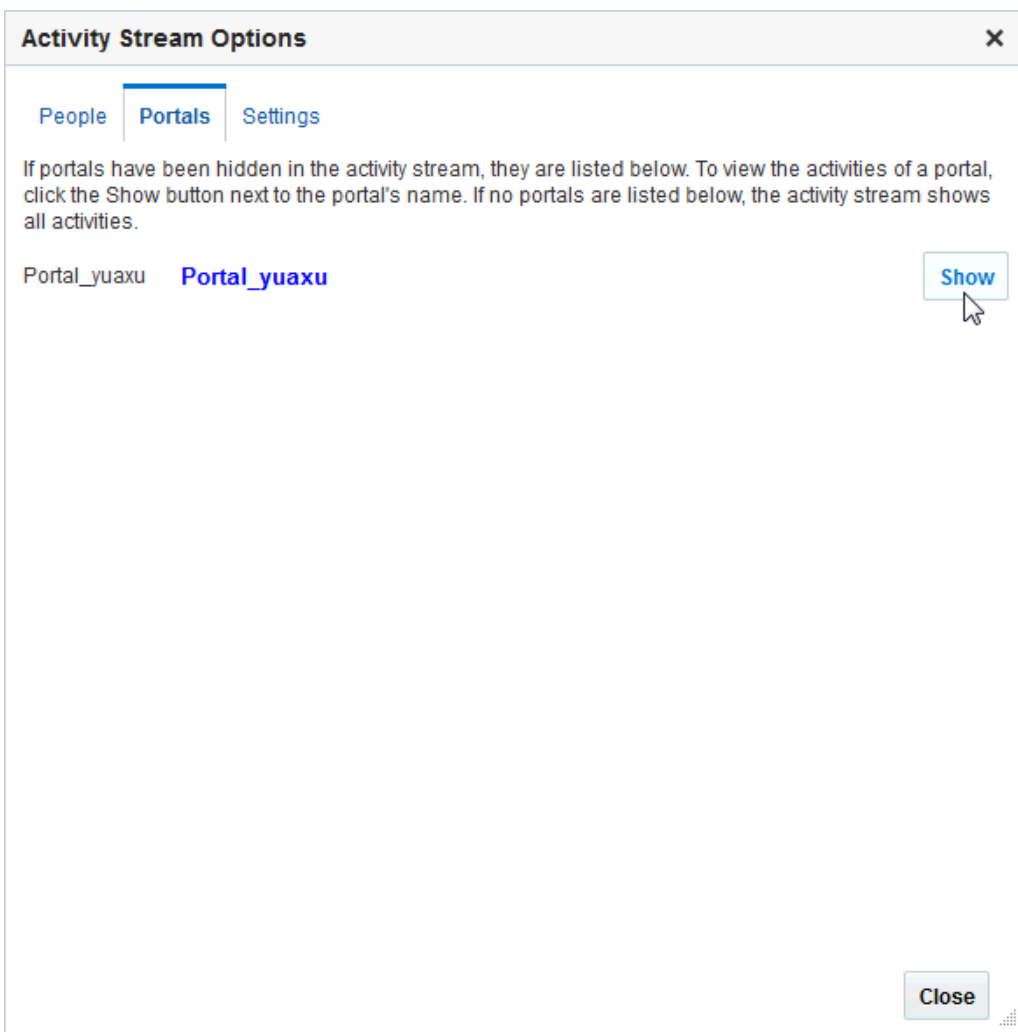 Activity Stream Options
People Portals Settings
If portals have been hidden in the activity stream, they are listed below. To view the activities of a portal,
click the Show button next to the portal's name. If no portals are listed below, the activity stream shows
all activities.
Portal_yuaxu Portal_yuaxu Show
Close